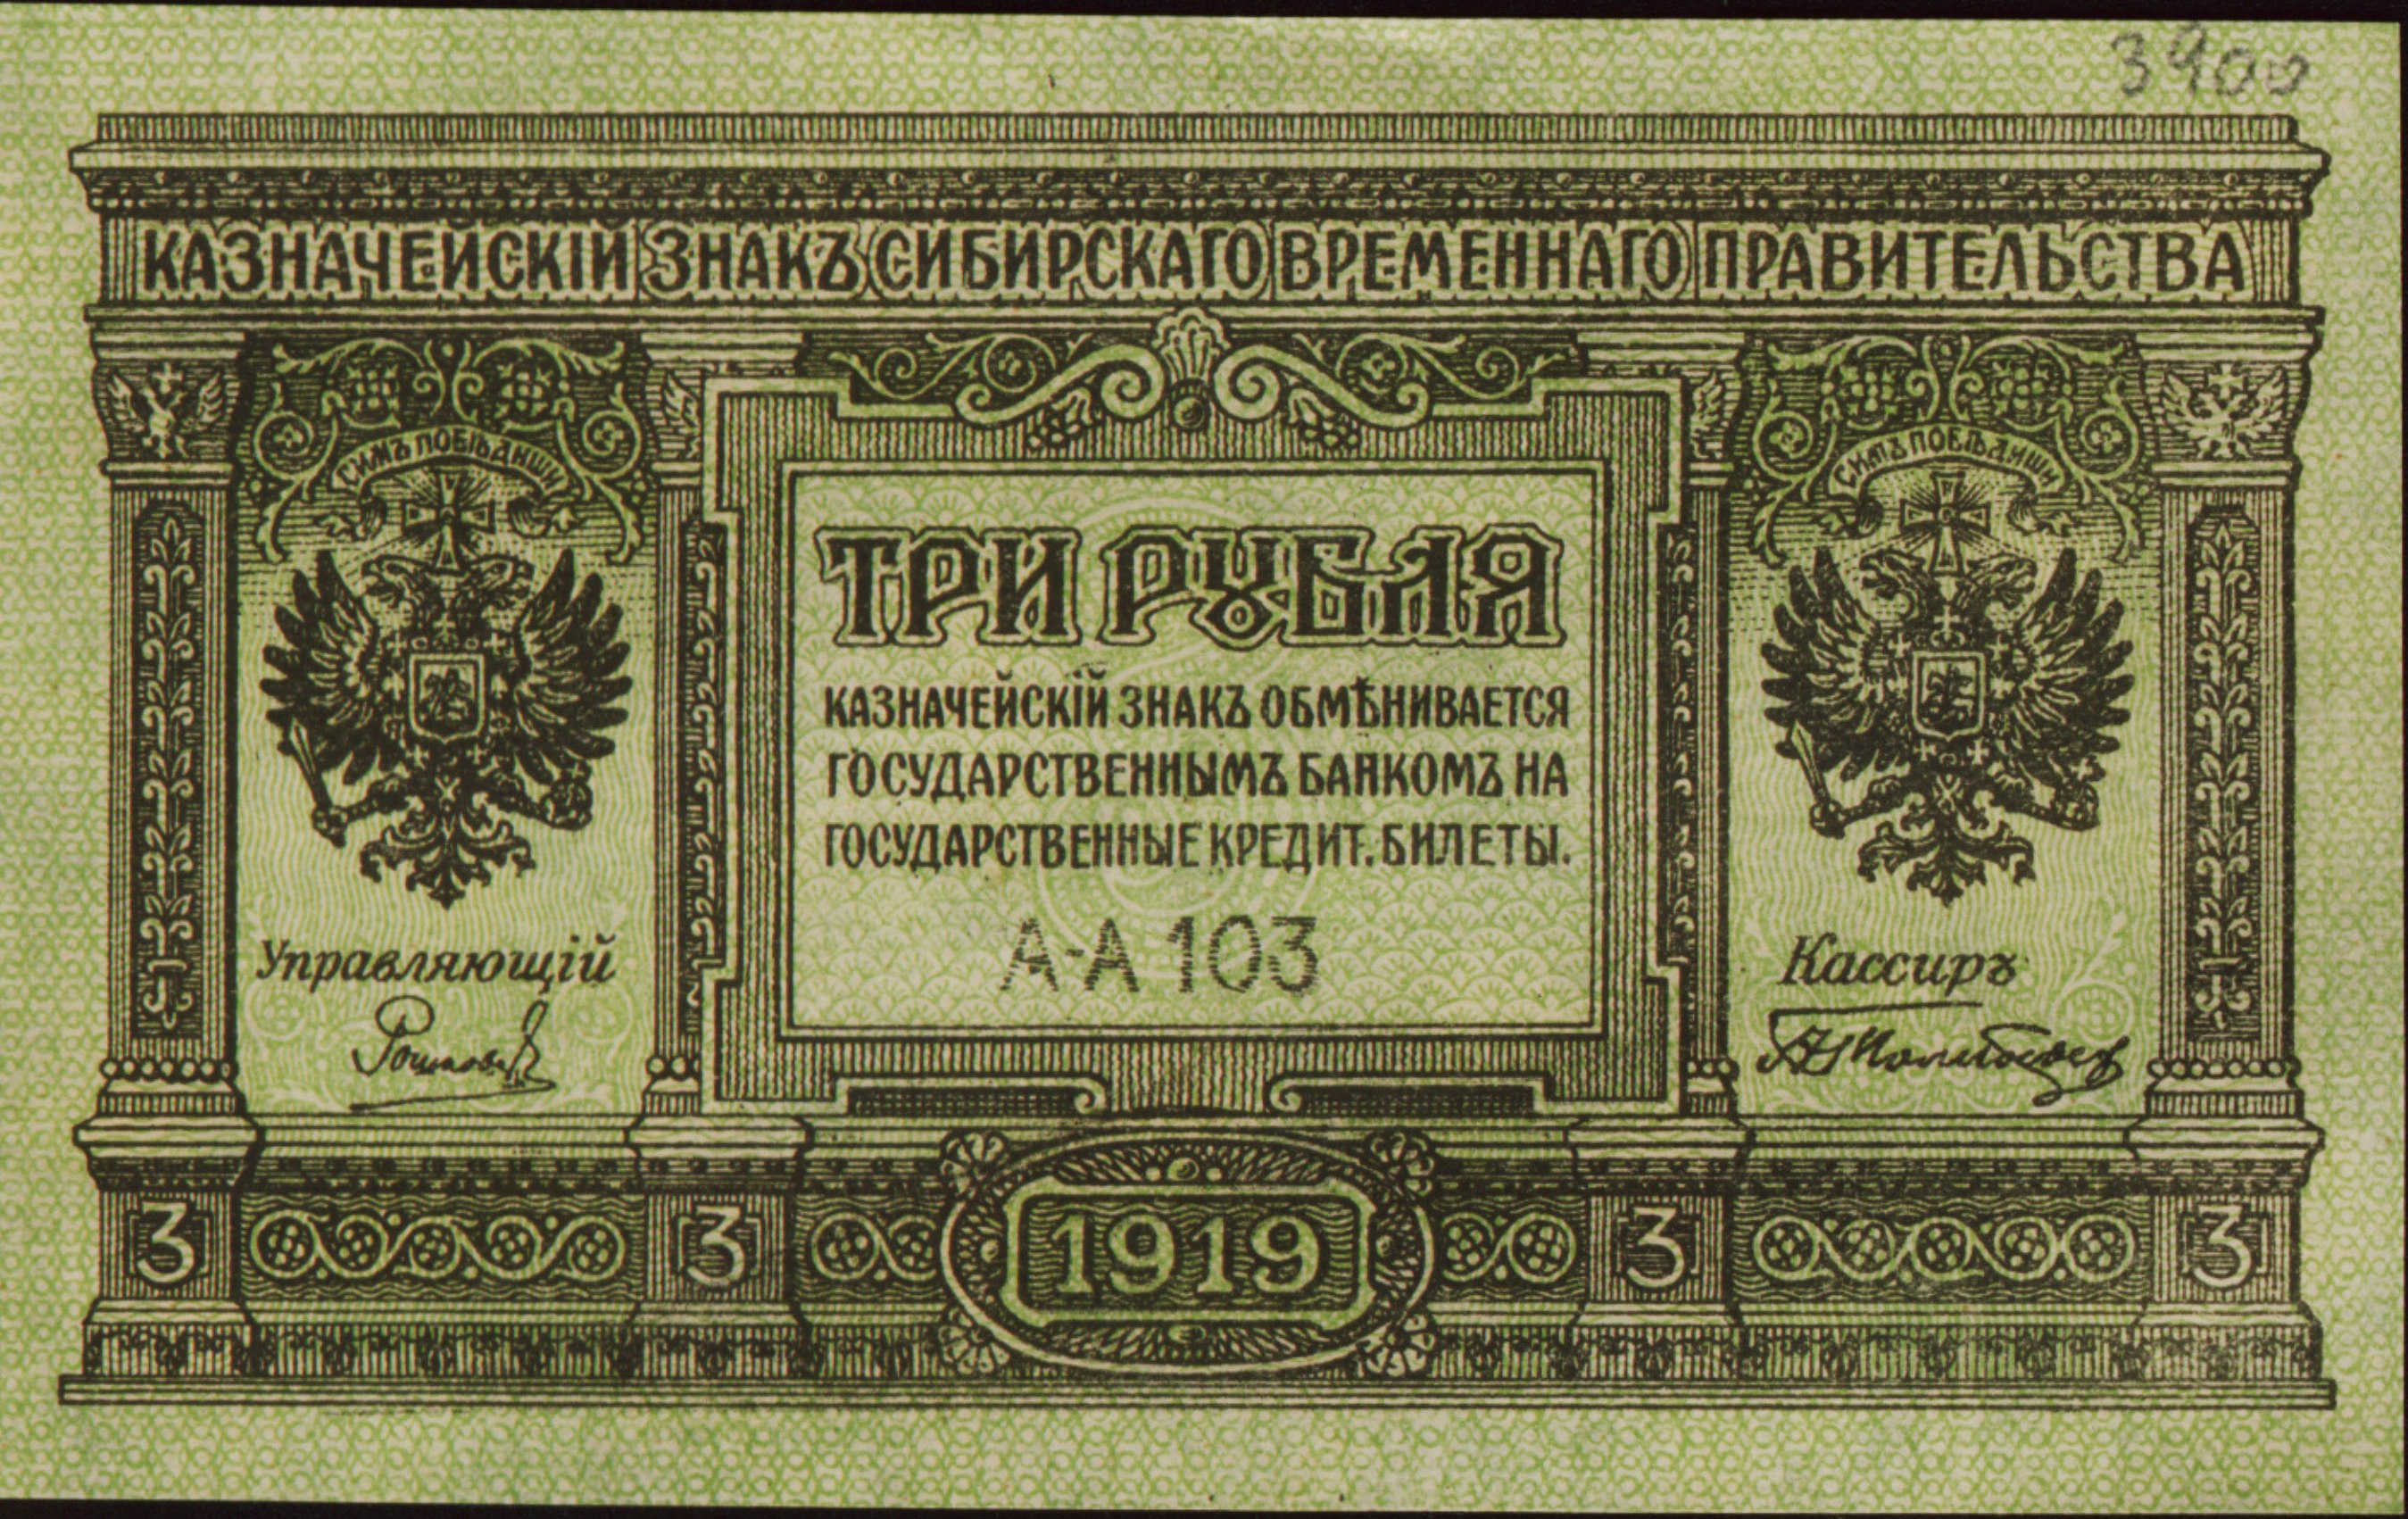 3900
КАЗНАЧЕЙСКІЙ ЗНАКЪ СИБИРСКАГО ВРЕМЕННАГО ПРАВИТЕЛЬСТВА
СИМЪ ПОБѢДИШИ
СИМЪ ПОБѢДИШИ
ТРИ РУБЛЯ
КАЗНАЧЕЙСКІЙ ЗНАКЪ ОБМѢНИВАЕТСЯ
ГОСУДАРСТВЕННЫМЪ БАНКОМЪ НА
ГОСУДАРСТВЕННЫЕ КРЕДИТ. БИЛЕТЫ.
А-А 103
Управляющій
Кассиръ
3 3 1919 3 3